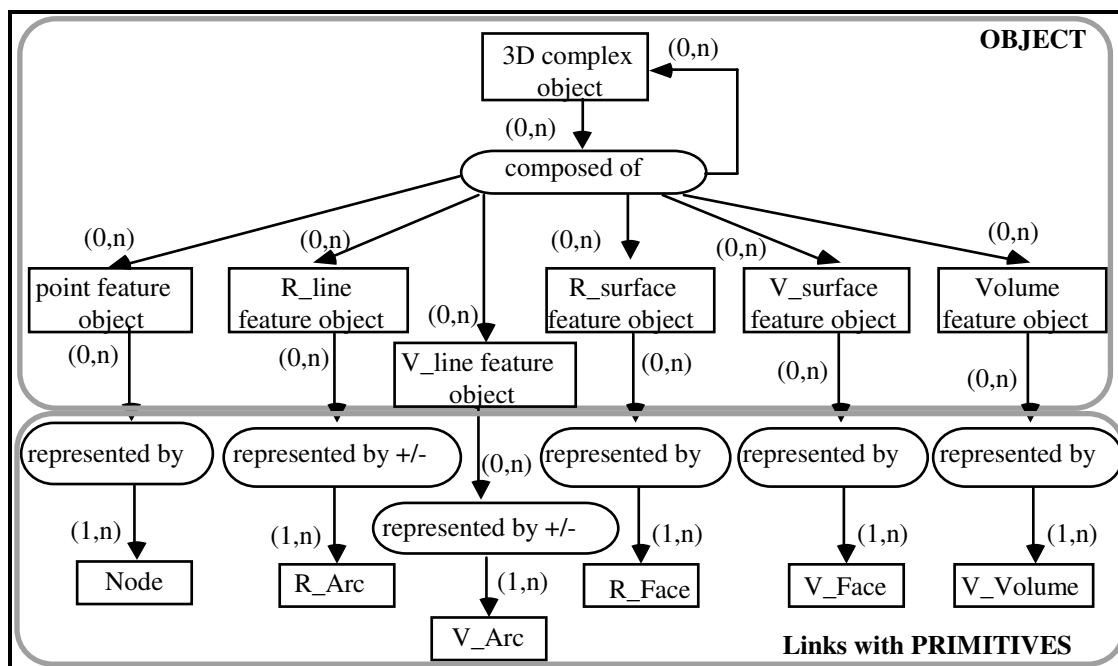 OBJECT
3D complex
object
(0,n)
(0,n)
composed of
(0,n)
(0,n)
(0,n)
(0,n)
(0,n)
(0,n)
point feature
object
R_line
feature object
V_line feature
object
R_surface
feature object
V_surface
feature object
Volume
feature object
(0,n)
(0,n)
(0,n)
(0,n)
(0,n)
(0,n)
represented by
represented by +/-
represented by +/-
represented by
represented by
represented by
(1,n)
(1,n)
(1,n)
(1,n)
(1,n)
(1,n)
Node
R_Arc
V_Arc
R_Face
V_Face
V_Volume
Links with PRIMITIVES